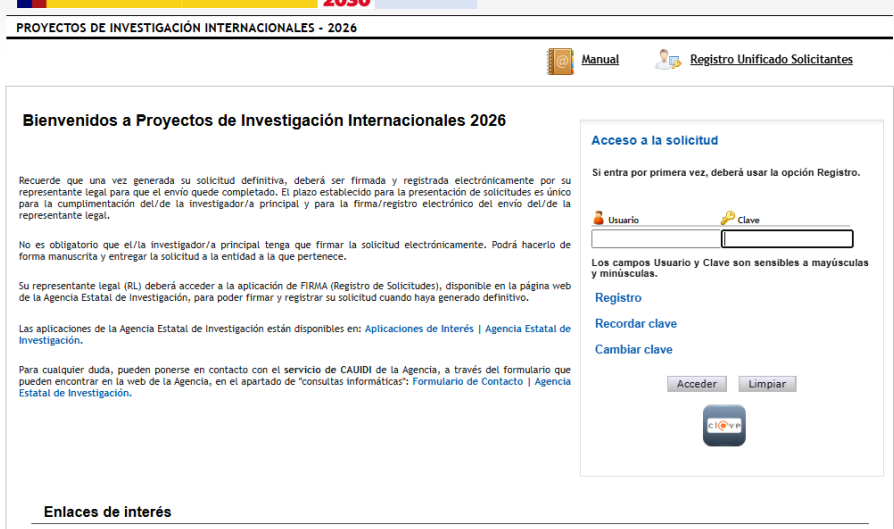 2030
PROYECTOS DE INVESTIGACIÓN INTERNACIONALES - 2026
Manual
Registro Unificado Solicitantes
Bienvenidos a Proyectos de Investigación Internacionales 2026
Recuerde que una vez generada su solicitud definitiva, deberá ser firmada y registrada electrónicamente por su
representante legal para que el envío quede completado. El plazo establecido para la presentación de solicitudes es único
para la cumplimentación del/de la investigador/a principal y para la firma/registro electrónico del envío del/de la
representante legal.
No es obligatorio que el/la investigador/a principal tenga que firmar la solicitud electrónicamente. Podrá hacerlo de
forma manuscrita y entregar la solicitud a la entidad a la que pertenece.
Su representante legal (RL) deberá acceder a la aplicación de FIRMA (Registro de Solicitudes), disponible en la página web
de la Agencia Estatal de Investigación, para poder firmar y registrar su solicitud cuando haya generado definitivo.
Las aplicaciones de la Agencia Estatal de Investigación están disponibles en: Aplicaciones de Interés | Agencia Estatal de
Investigación.
Para cualquier duda, pueden ponerse en contacto con el servicio de CAUIDI de la Agencia, a través del formulario que
pueden encontrar en la web de la Agencia, en el apartado de "consultas informáticas": Formulario de Contacto | Agencia
Estatal de Investigación.
Acceso a la solicitud
Si entra por primera vez, deberá usar la opción Registro.
Usuario
Clave
Los campos Usuario y Clave son sensibles a mayúsculas
y minúsculas.
Registro
Recordar clave
Cambiar clave
Acceder
Limpiar
cl@ve
Enlaces de interés